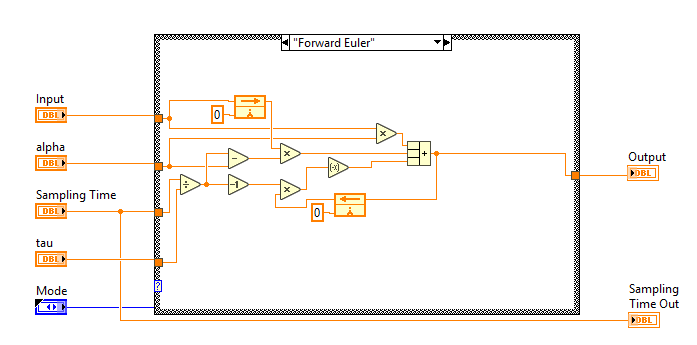 "Forward Euler"
Input
DBL
0
alpha
DBL
Sampling Time
DBL
-1
0
tau
DBL
Mode
?
Output
DBL
Sampling
Time Out
DBL